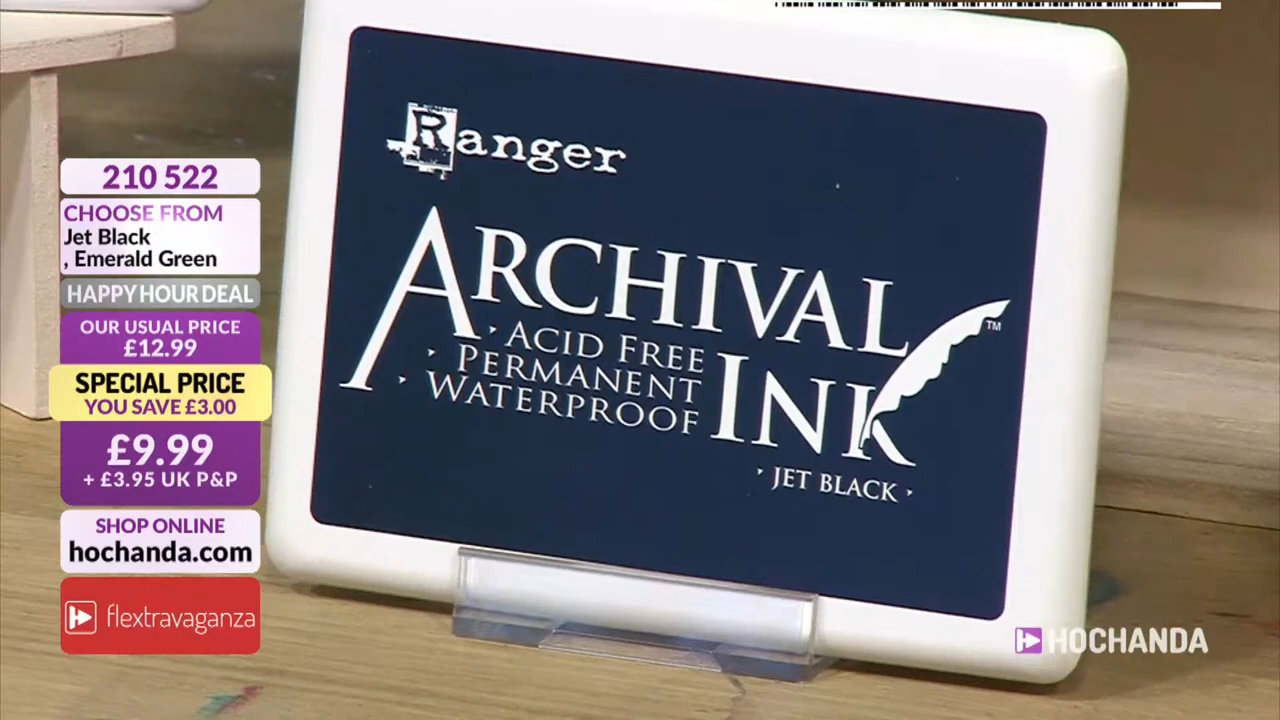 210 522
CHOOSE FROM
Jet Black
, Emerald Green
HAPPY HOUR DEAL
OUR USUAL PRICE
£12.99
SPECIAL PRICE
YOU SAVE £3.00
£9.99
+ £3.95 UK P&P
SHOP ONLINE
hochanda.com
flextravaganza
Ranger
ARCHIVAL
INK™
ACID FREE
PERMANENT
WATERPROOF
JET BLACK
HOCHANDA